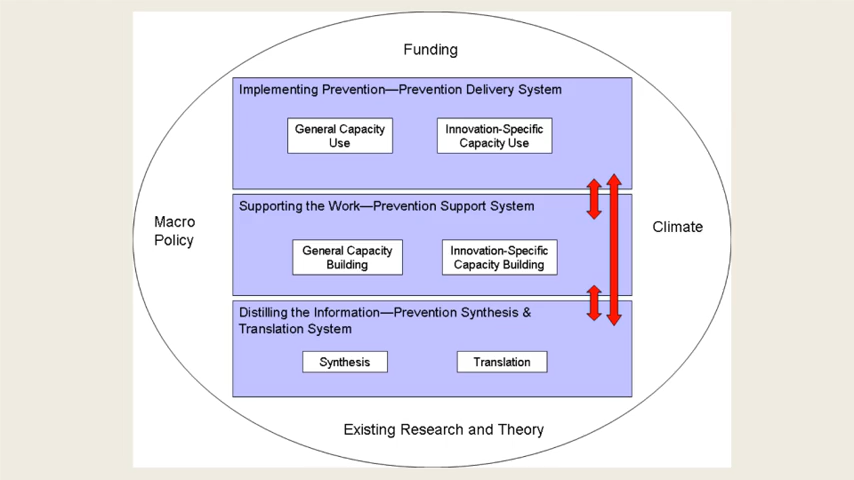 Funding
Implementing Prevention—Prevention Delivery System
General Capacity
Use
Innovation-Specific
Capacity Use
Macro
Policy
Supporting the Work—Prevention Support System
Climate
General Capacity
Building
Innovation-Specific
Capacity Building
Distilling the Information—Prevention Synthesis &
Translation System
Synthesis
Translation
Existing Research and Theory